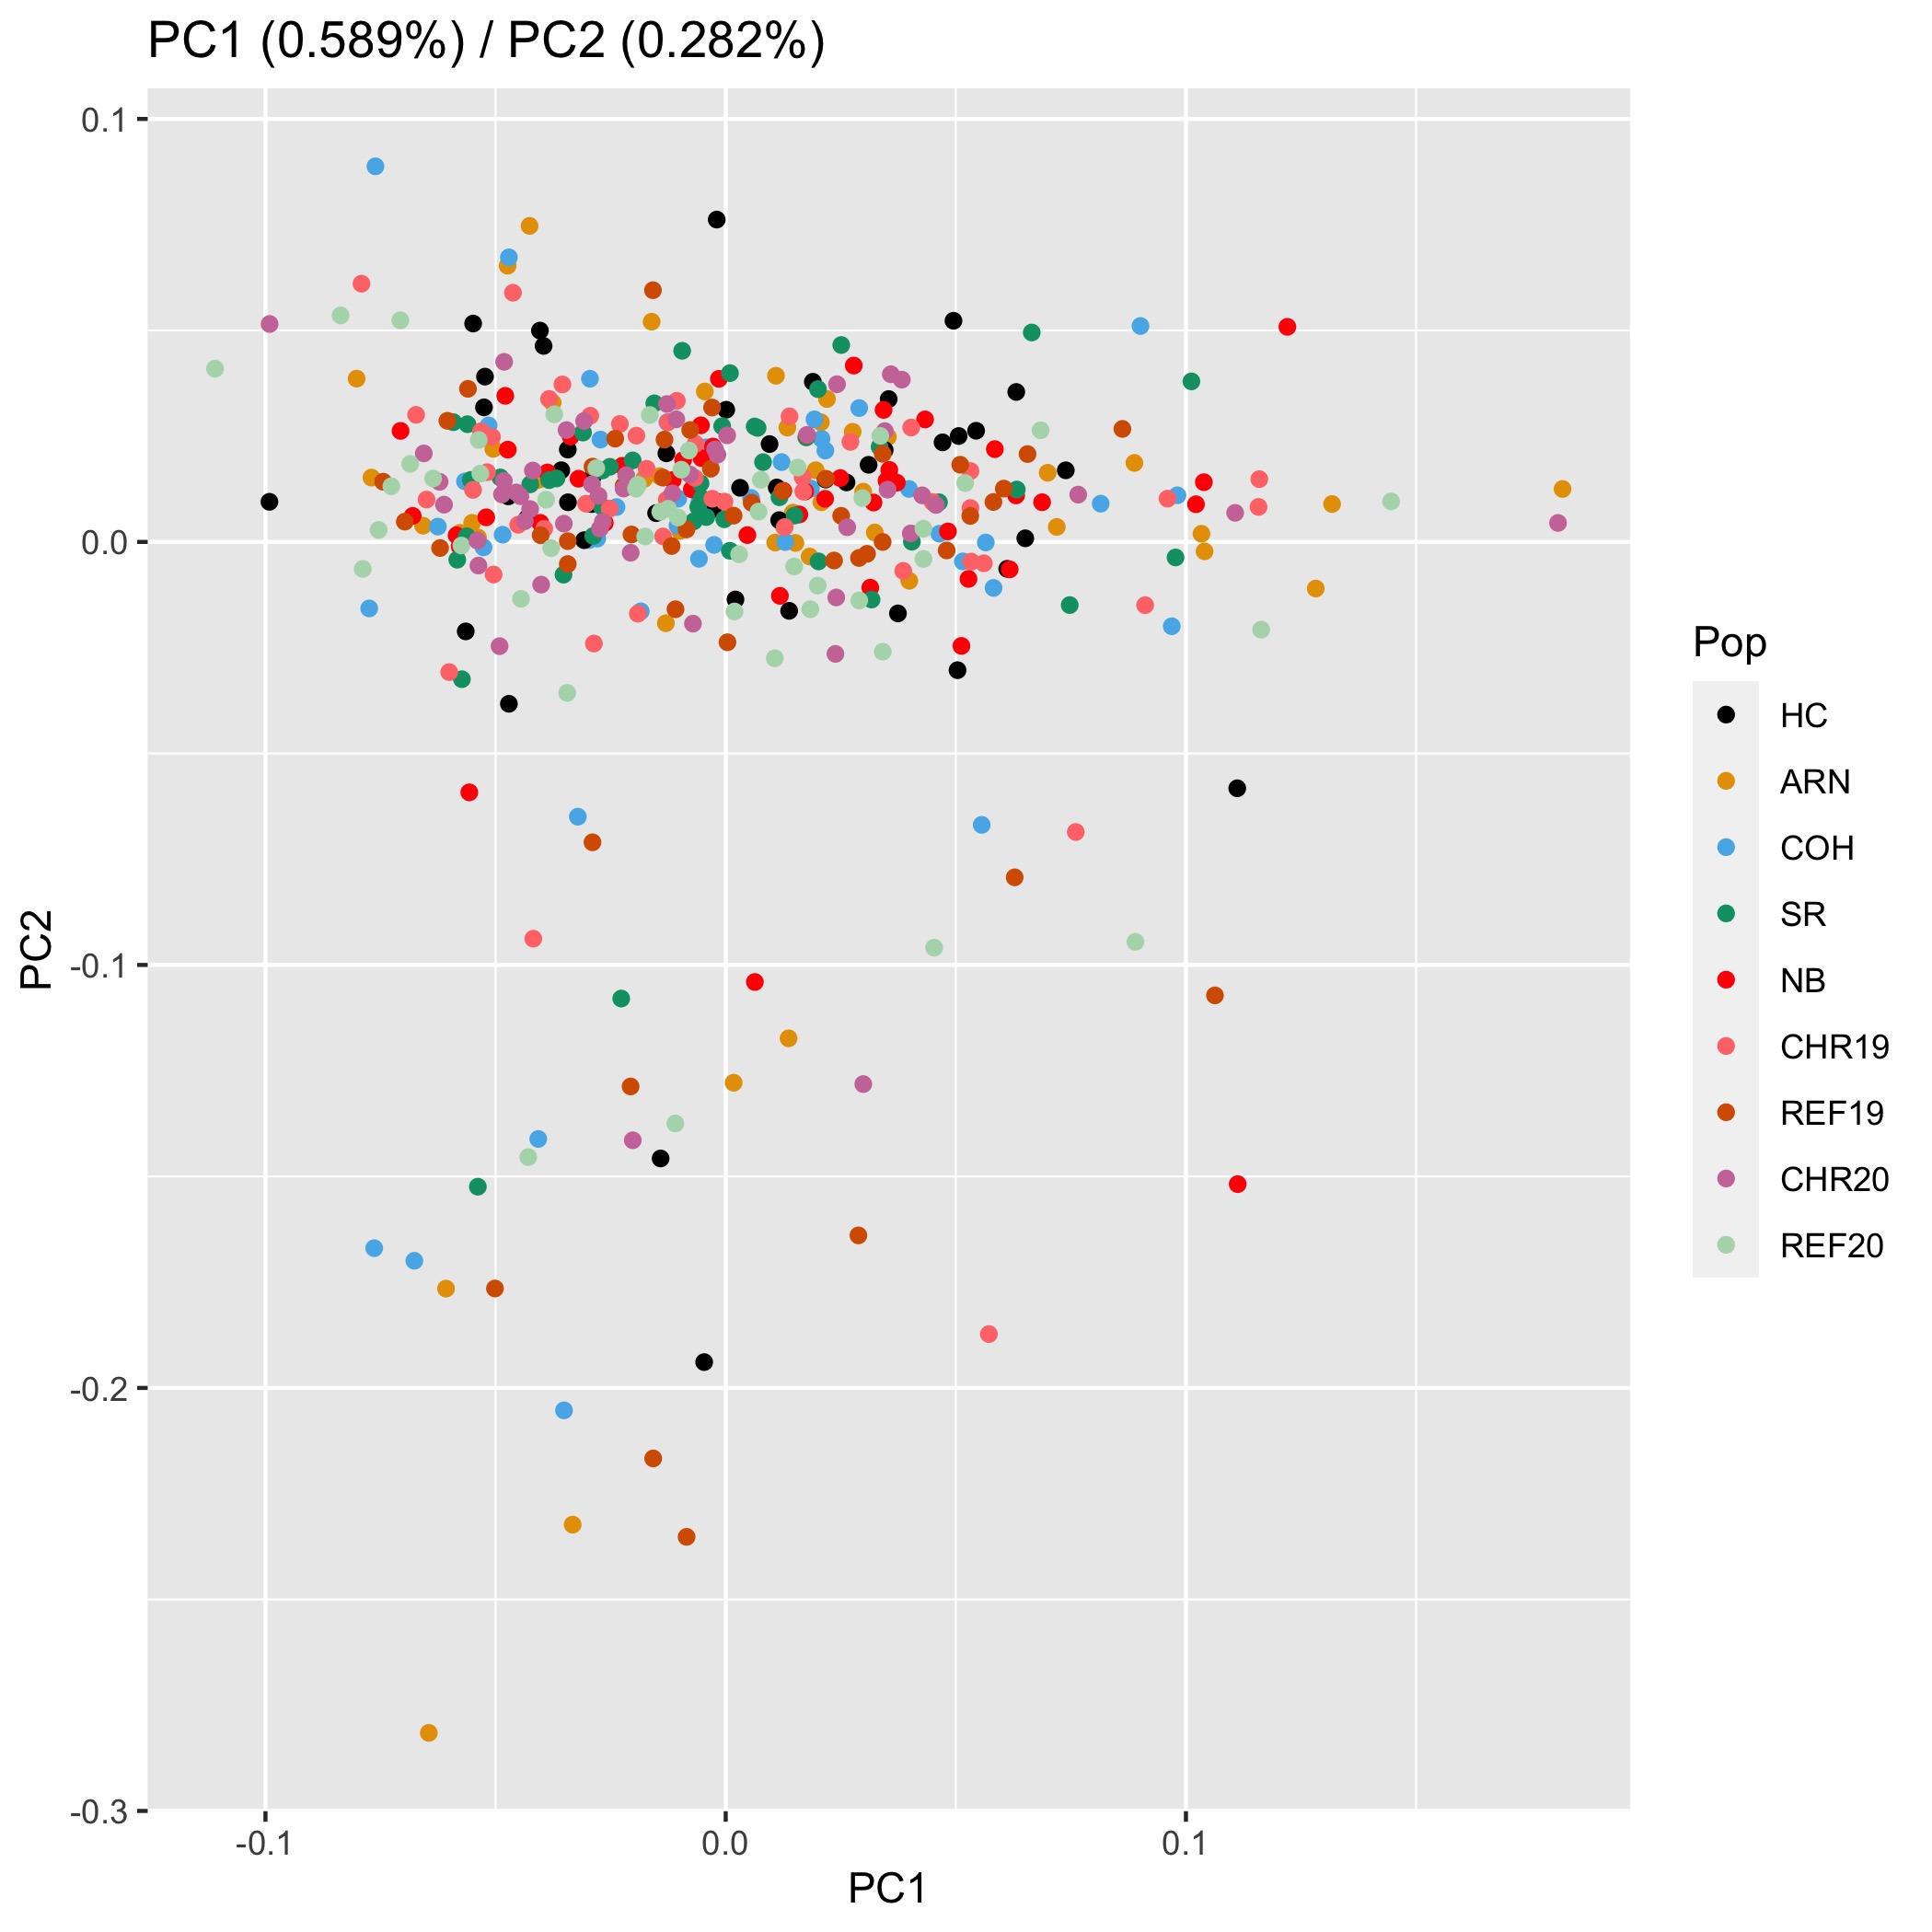 PC1 (0.589%) / PC2 (0.282%)
0.1
0.0
-0.1
-0.2
-0.3
PC2
-0.1
0.0
0.1
PC1
Pop
HC
ARN
COH
SR
NB
CHR19
REF19
CHR20
REF20